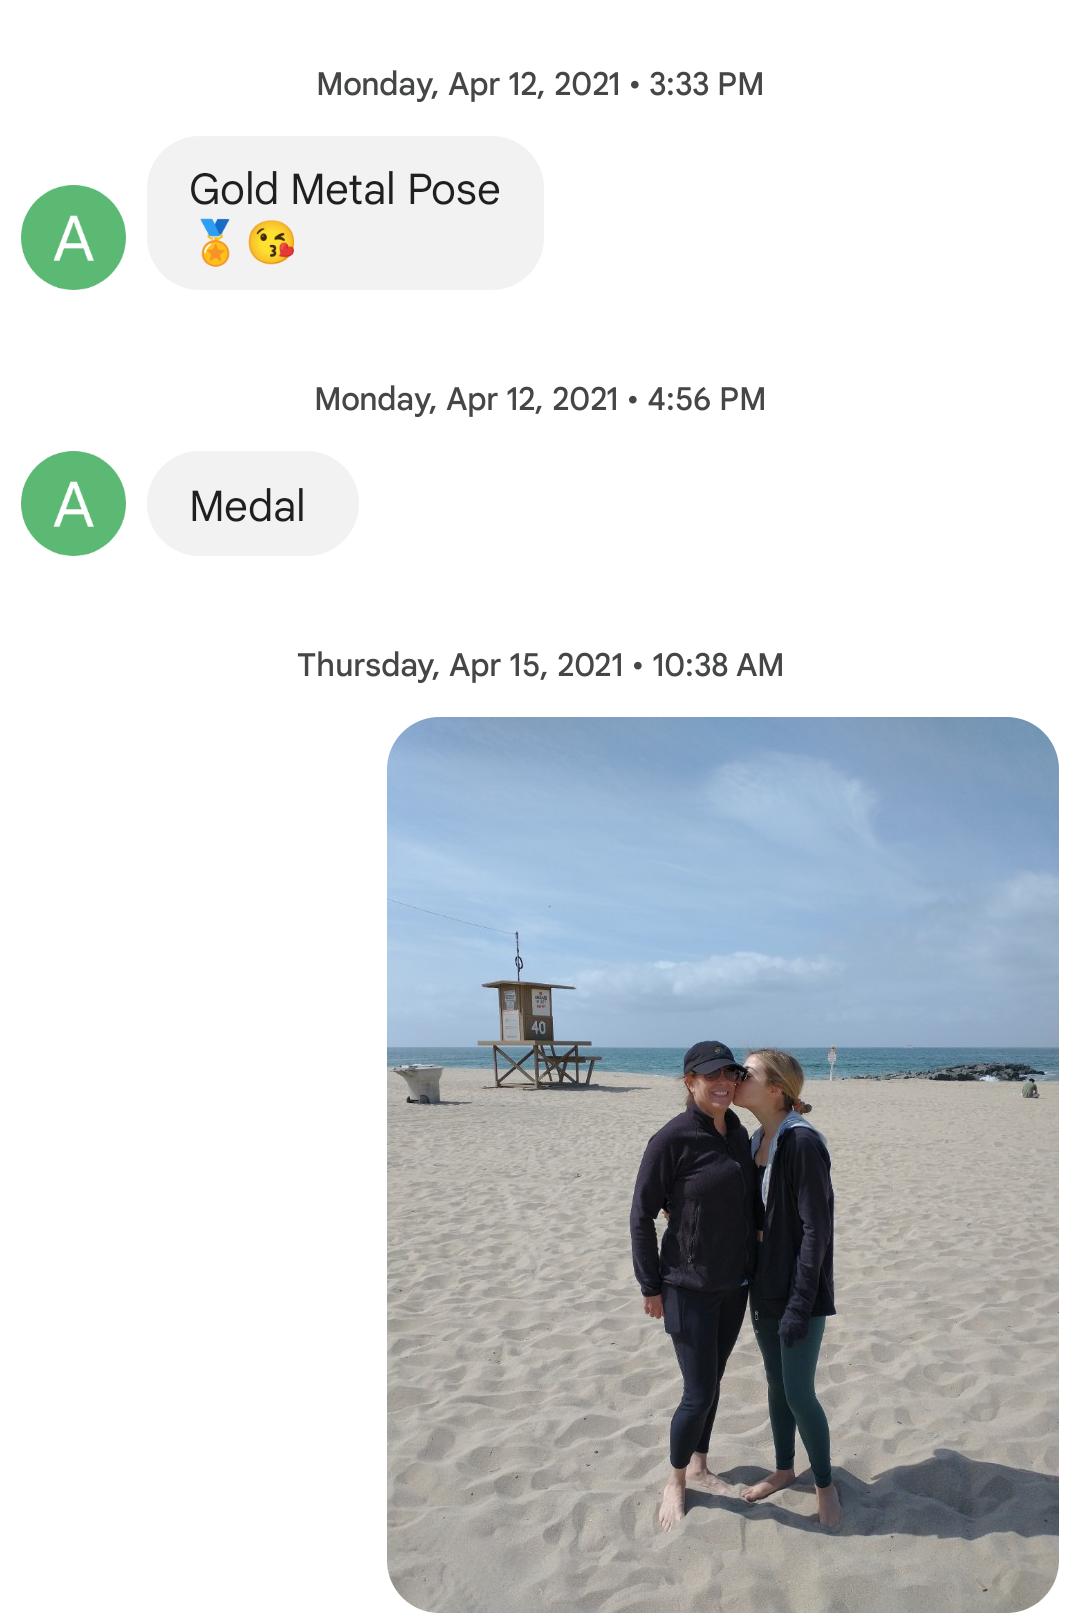 Monday, Apr 12, 2021 • 3:33 PM
Gold Metal Pose
🏅😘
A
Monday, Apr 12, 2021 • 4:56 PM
A
Medal
Thursday, Apr 15, 2021 • 10:38 AM
40